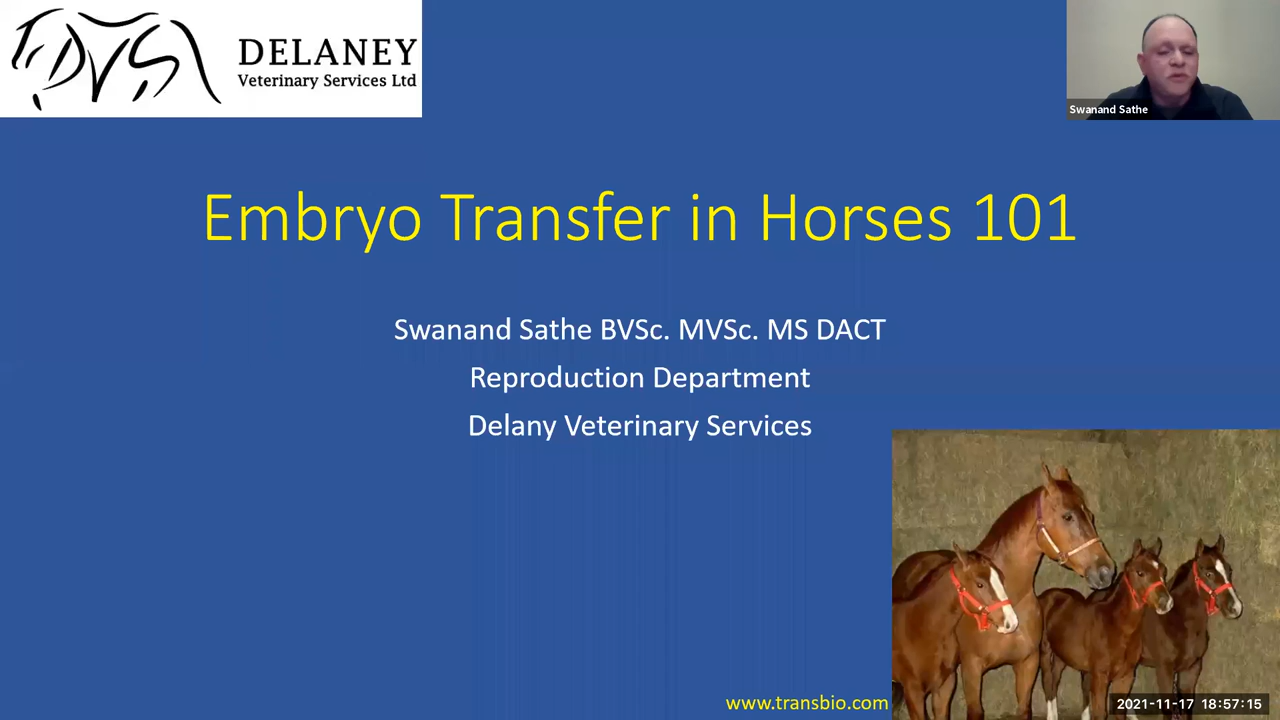 DVS
DELANEY
Veterinary Services Ltd
Swanand Sathe
Embryo Transfer in Horses 101
Swanand Sathe BVSc. MVSc. MS DACT
Reproduction Department
Delany Veterinary Services
www.transbio.com
2021-11-17 18:57:15